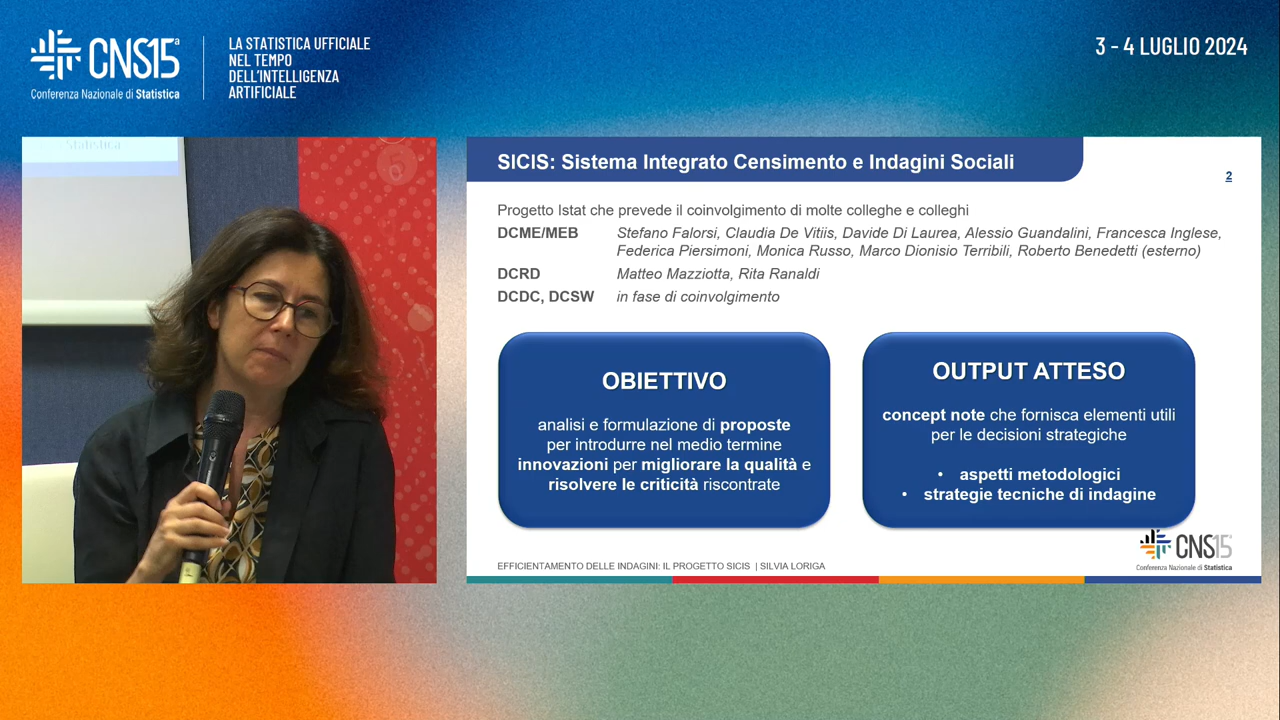 CNS15ª
Conferenza Nazionale di Statistica
LA STATISTICA UFFICIALE
NEL TEMPO
DELL'INTELLIGENZA
ARTIFICIALE
3 - 4 LUGLIO 2024
Statistica
SICIS: Sistema Integrato Censimento e Indagini Sociali
2
Progetto Istat che prevede il coinvolgimento di molte colleghe e colleghi
DCME/MEB Stefano Falorsi, Claudia De Vitiis, Davide Di Laurea, Alessio Guandalini, Francesca Inglese,
Federica Piersimoni, Monica Russo, Marco Dionisio Terribili, Roberto Benedetti (esterno)
DCRD Matteo Mazziotta, Rita Ranaldi
DCDC, DCSW in fase di coinvolgimento
OBIETTIVO
analisi e formulazione di proposte
per introdurre nel medio termine
innovazioni per migliorare la qualità e
risolvere le criticità riscontrate
OUTPUT ATTESO
concept note che fornisca elementi utili
per le decisioni strategiche
• aspetti metodologici
• strategie tecniche di indagine
CNS15
Conferenza Nazionale di Statistica
EFFICIENTAMENTO DELLE INDAGINI: IL PROGETTO SICIS | SILVIA LORIGA